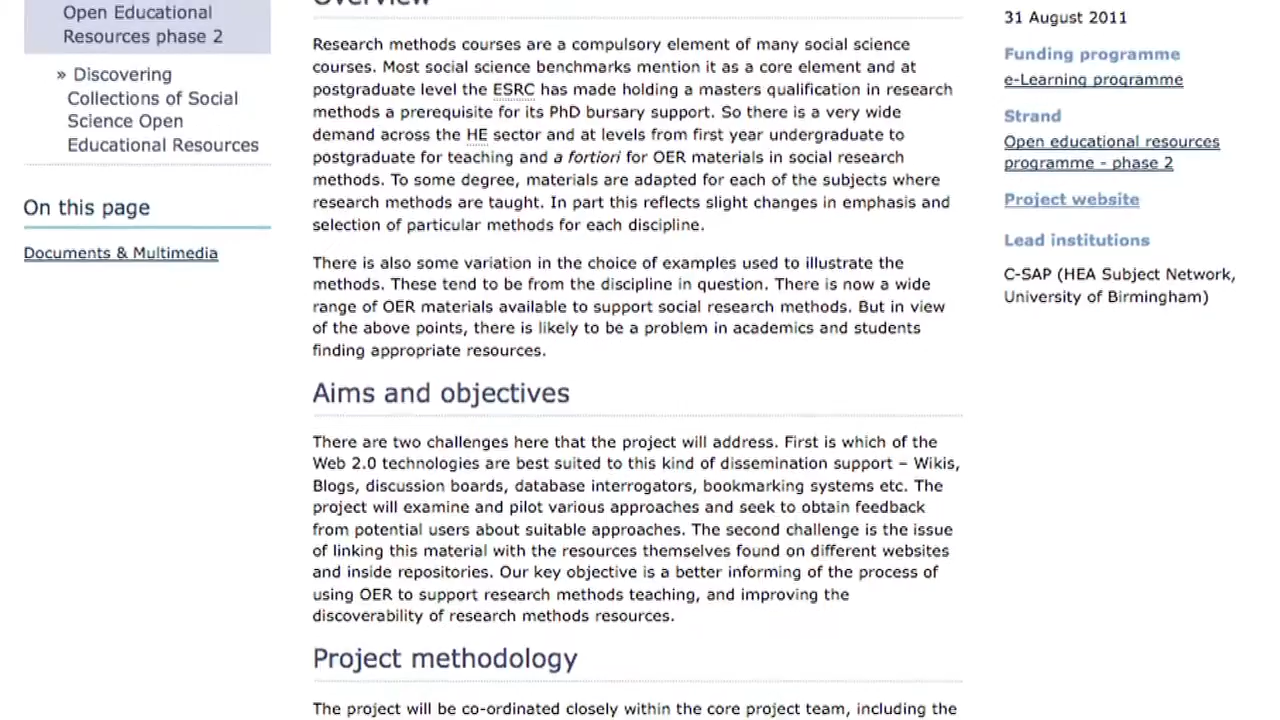 Open Educational
Resources phase 2
» Discovering
Collections of Social
Science Open
Educational Resources
On this page
Documents & Multimedia
Overview
Research methods courses are a compulsory element of many social science
courses. Most social science benchmarks mention it as a core element and at
postgraduate level the ESRC has made holding a masters qualification in research
methods a prerequisite for its PhD bursary support. So there is a very wide
demand across the HE sector and at levels from first year undergraduate to
postgraduate for teaching and a fortiori for OER materials in social research
methods. To some degree, materials are adapted for each of the subjects where
research methods are taught. In part this reflects slight changes in emphasis and
selection of particular methods for each discipline.
There is also some variation in the choice of examples used to illustrate the
methods. These tend to be from the discipline in question. There is now a wide
range of OER materials available to support social research methods. But in view
of the above points, there is likely to be a problem in academics and students
finding appropriate resources.
Aims and objectives
There are two challenges here that the project will address. First is which of the
Web 2.0 technologies are best suited to this kind of dissemination support – Wikis,
Blogs, discussion boards, database interrogators, bookmarking systems etc. The
project will examine and pilot various approaches and seek to obtain feedback
from potential users about suitable approaches. The second challenge is the issue
of linking this material with the resources themselves found on different websites
and inside repositories. Our key objective is a better informing of the process of
using OER to support research methods teaching, and improving the
discoverability of research methods resources.
Project methodology
The project will be co-ordinated closely within the core project team, including the
31 August 2011
Funding programme
e-Learning programme
Strand
Open educational resources
programme - phase 2
Project website
Lead institutions
C-SAP (HEA Subject Network,
University of Birmingham)